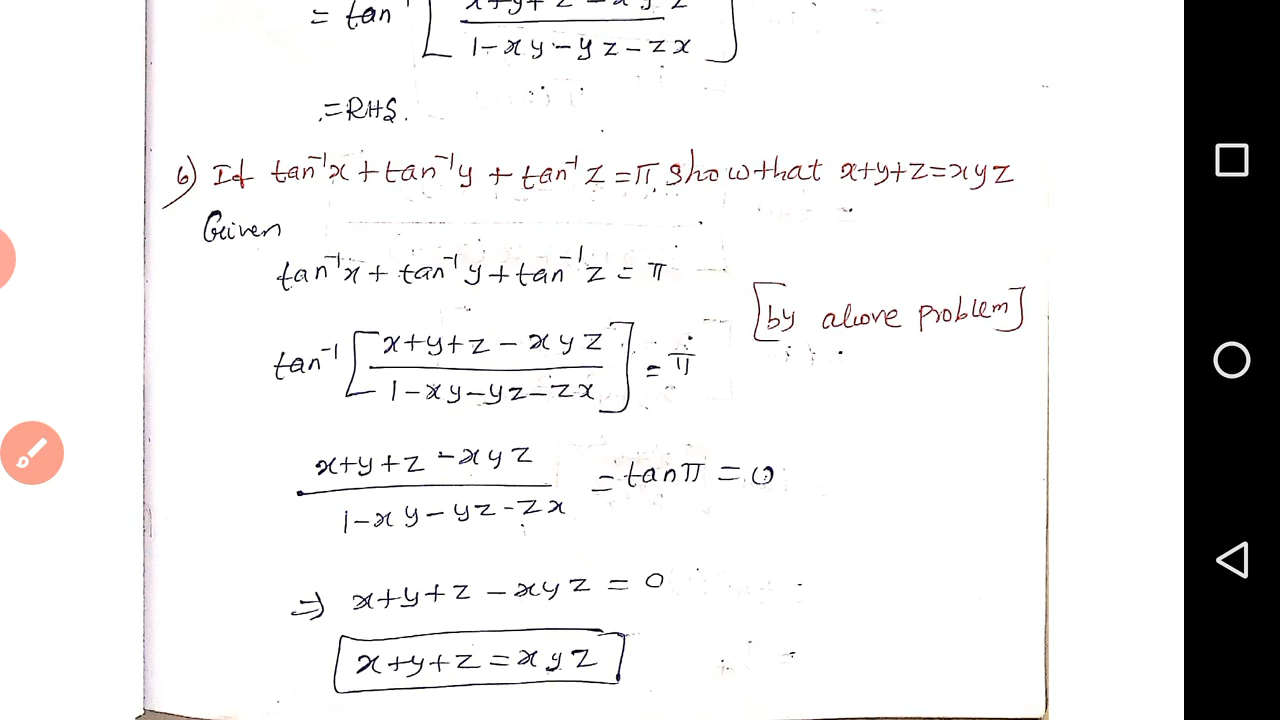 = tan⁻¹ [ x+y+z-xyz / 1-xy-yz-zx ]
=RHS.
6) If tan⁻¹x + tan⁻¹y + tan⁻¹z = π show that x+y+z=xyz
Given
tan⁻¹x + tan⁻¹y + tan⁻¹z = π
[by above problem]
tan⁻¹ [ x+y+z-xyz / 1-xy-yz-zx ] = π
x+y+z-xyz / 1-xy-yz-zx = tanπ = 0
⇒ x+y+z-xyz = 0
x+y+z=xyz